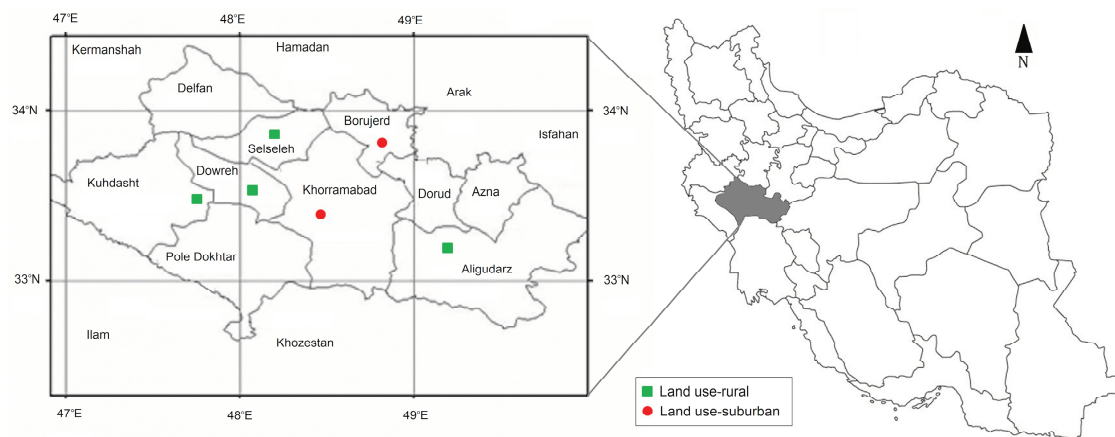 47°E
48°E
49°E
Kermanshah
Hamadan
Delfan
Arak
34°N
34°N
Borujerd
Isfahan
Selseleh
Dowreh
Kuhdasht
Khorramabad
Dorud
Azna
Pole Dokhtar
Aligudarz
33°N
33°N
Ilam
Khozestan
47°E
48°E
49°E
N
Land use-rural
Land use-suburban